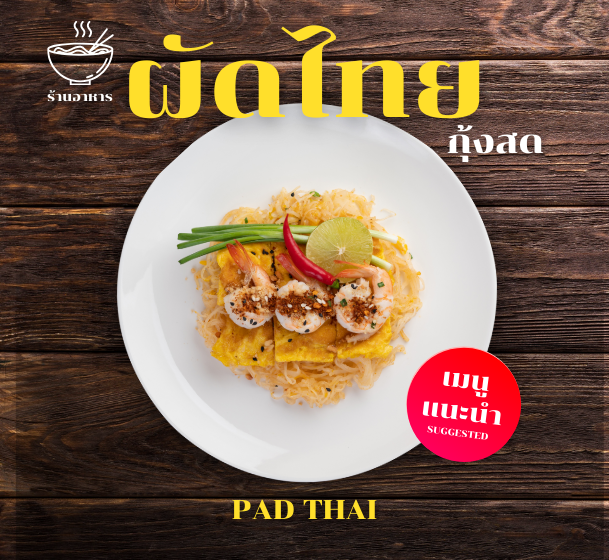 ร้านอาหาร
ผัดไทย
กุ้งสด
เมนู
แนะนำ
SUGGESTED
PAD THAI